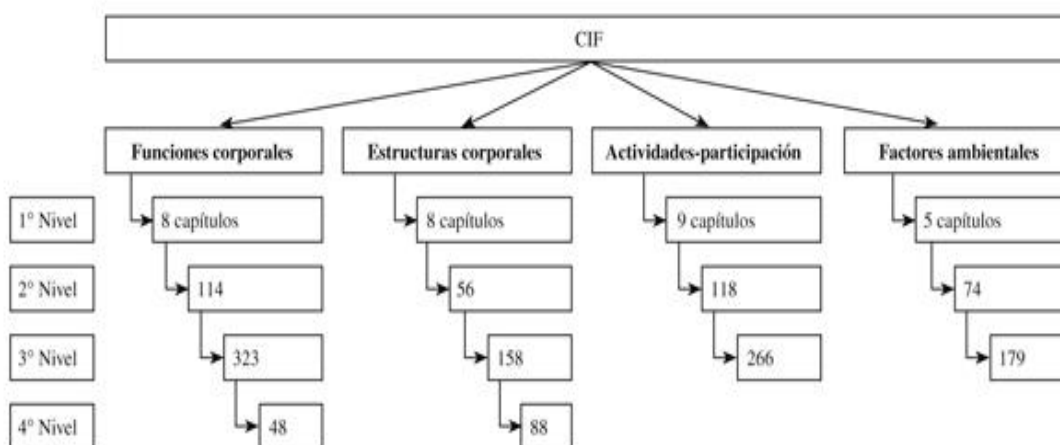 CIF
Funciones corporales
Estructuras corporales
Actividades-participación
Factores ambientales
1° Nivel
8 capítulos
8 capítulos
9 capítulos
5 capítulos
2° Nivel
114
56
118
74
3° Nivel
323
158
266
179
4° Nivel
48
88